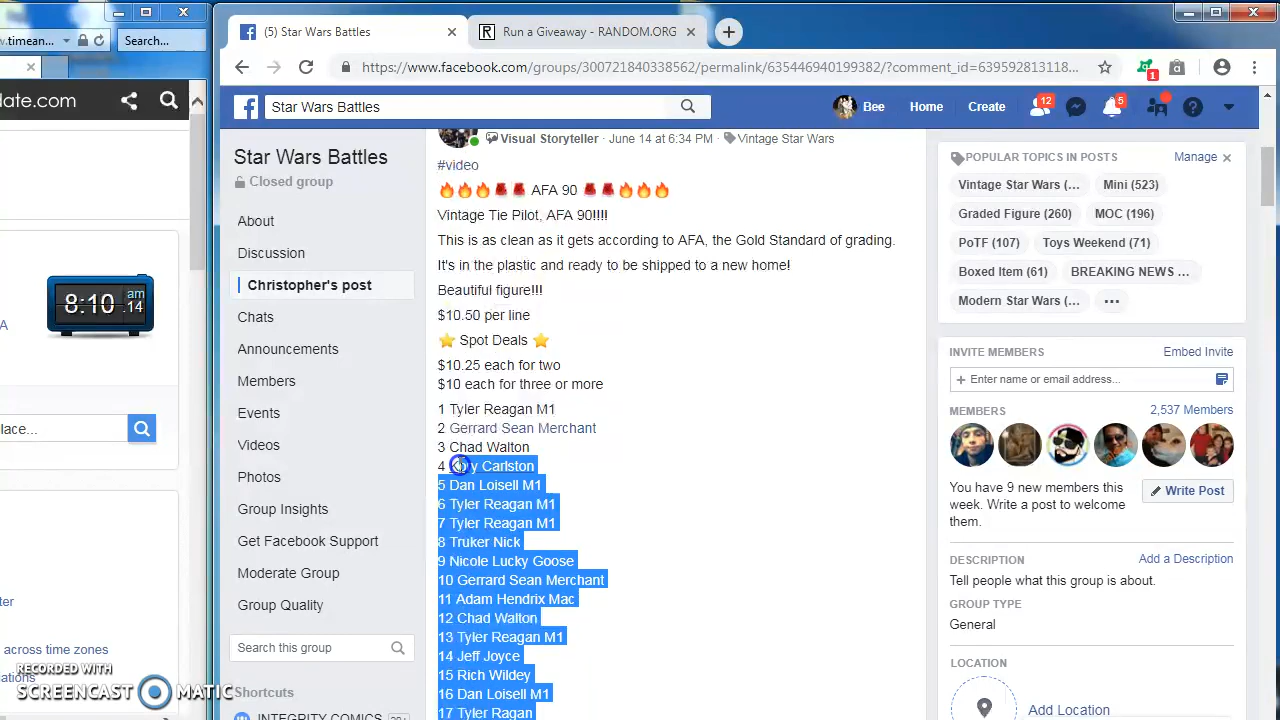 .timean...
Search...
(5) Star Wars Battles
Run a Giveaway - RANDOM.ORG
https://www.facebook.com/groups/300721840338562/permalink/635446940199382/?comment_id=639592813118...
1
date.com
Star Wars Battles
Bee
Home
Create
12
5
8:10 am
.14
A
lace...
ter
across time zones
ations
RECORDED WITH
SCREENCAST MATIC
Star Wars Battles
Closed group
About
Discussion
Christopher's post
Chats
Announcements
Members
Events
Videos
Photos
Group Insights
Get Facebook Support
Moderate Group
Group Quality
Search this group
Shortcuts
INTEGRITY COMICS
20+
Visual Storyteller · June 14 at 6:34 PM · Vintage Star Wars
#video
AFA 90
Vintage Tie Pilot, AFA 90!!!!
This is as clean as it gets according to AFA, the Gold Standard of grading.
It's in the plastic and ready to be shipped to a new home!
Beautiful figure!!!
$10.50 per line
Spot Deals
$10.25 each for two
$10 each for three or more
1 Tyler Reagan M1
2 Gerrard Sean Merchant
3 Chad Walton
4 Carlston
5 Dan Loisell M1
6 Tyler Reagan M1
7 Tyler Reagan M1
8 Truker Nick
9 Nicole Lucky Goose
10 Gerrard Sean Merchant
11 Adam Hendrix Mac
12 Chad Walton
13 Tyler Reagan M1
14 Jeff Joyce
15 Rich Wildey
16 Dan Loisell M1
17 Tyler Ragan
POPULAR TOPICS IN POSTS
Manage
Vintage Star Wars (...
Mini (523)
Graded Figure (260)
MOC (196)
PoTF (107)
Toys Weekend (71)
Boxed Item (61)
BREAKING NEWS ...
Modern Star Wars (...
...
INVITE MEMBERS
Embed Invite
+ Enter name or email address...
MEMBERS
2,537 Members
You have 9 new members this
week. Write a post to welcome
them.
Write Post
DESCRIPTION
Add a Description
Tell people what this group is about.
GROUP TYPE
General
LOCATION
Add Location